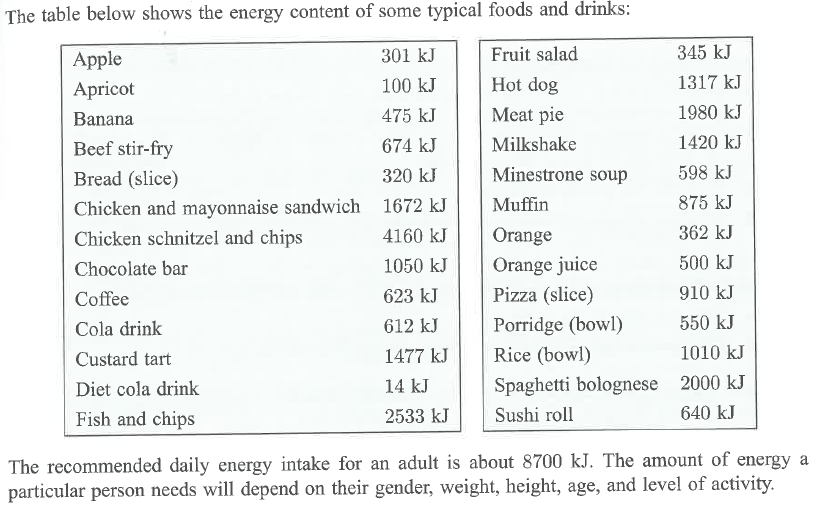 The table below shows the energy content of some typical foods and drinks:
Apple 301 kJ
Apricot 100 kJ
Banana 475 kJ
Beef stir-fry 674 kJ
Bread (slice) 320 kJ
Chicken and mayonnaise sandwich 1672 kJ
Chicken schnitzel and chips 4160 kJ
Chocolate bar 1050 kJ
Coffee 623 kJ
Cola drink 612 kJ
Custard tart 1477 kJ
Diet cola drink 14 kJ
Fish and chips 2533 kJ
Fruit salad 345 kJ
Hot dog 1317 kJ
Meat pie 1980 kJ
Milkshake 1420 kJ
Minestrone soup 598 kJ
Muffin 875 kJ
Orange 362 kJ
Orange juice 500 kJ
Pizza (slice) 910 kJ
Porridge (bowl) 550 kJ
Rice (bowl) 1010 kJ
Spaghetti bolognese 2000 kJ
Sushi roll 640 kJ
The recommended daily energy intake for an adult is about 8700 kJ. The amount of energy a
particular person needs will depend on their gender, weight, height, age, and level of activity.